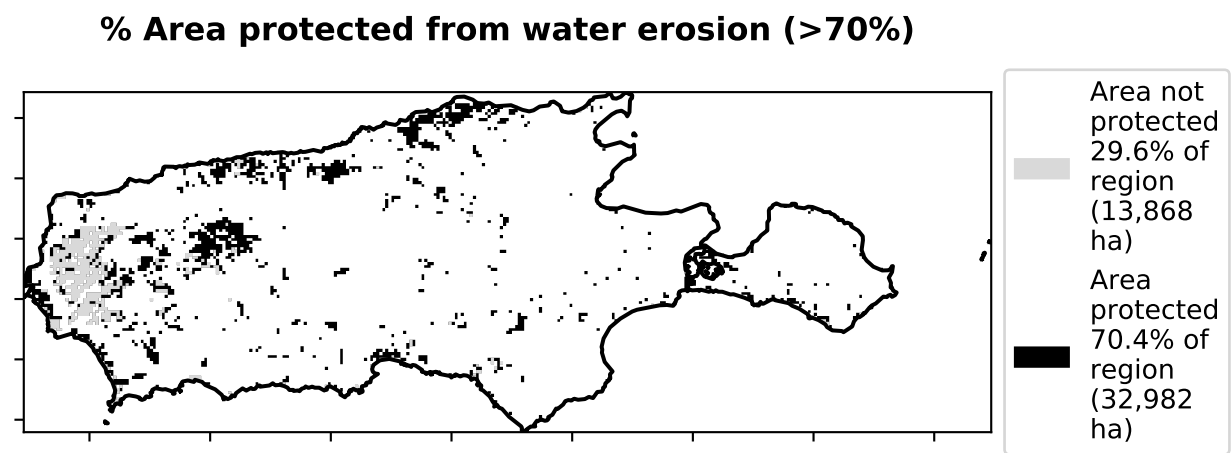 % Area protected from water erosion (>70%)
Area not
protected
29.6% of
region
(13,868
ha)
Area
protected
70.4% of
region
(32,982
ha)